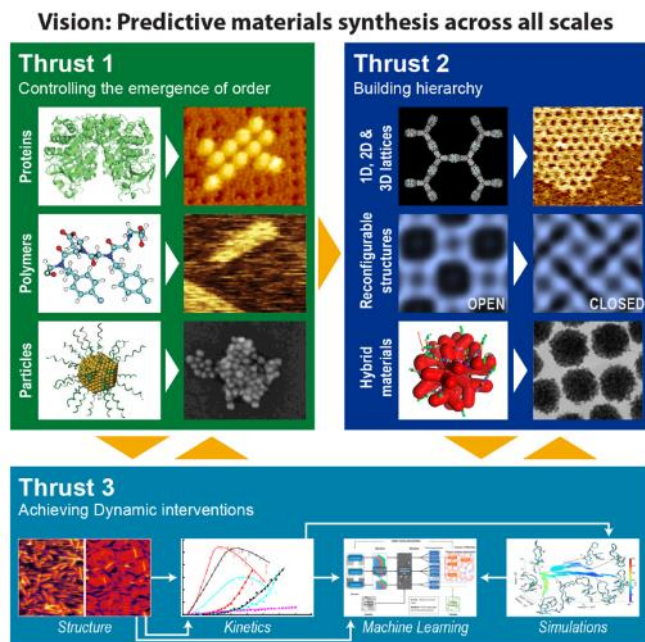 Vision: Predictive materials synthesis across all scales
Thrust 1
Controlling the emergence of order
Proteins
Polymers
Particles
Thrust 2
Building hierarchy
1D, 2D &
3D lattices
Reconfigurable
structures
OPEN
CLOSED
Hybrid
materials
Thrust 3
Achieving Dynamic interventions
Structure
Kinetics
Machine Learning
Simulations